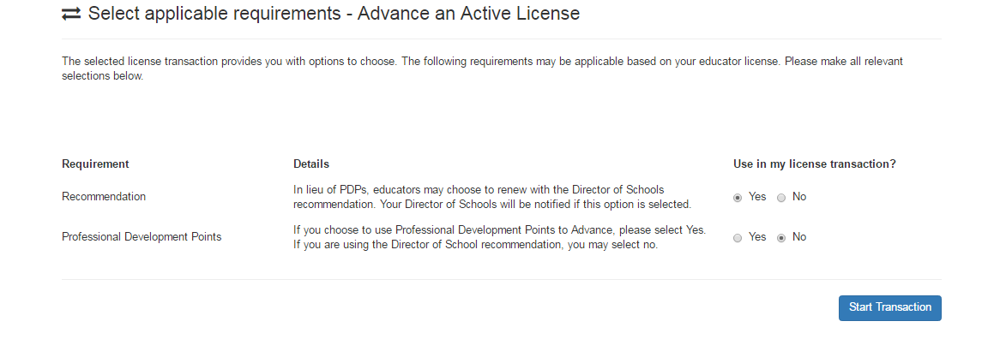 Select applicable requirements - Advance an Active License
The selected license transaction provides you with options to choose. The following requirements may be applicable based on your educator license. Please make all relevant
selections below.
Requirement Details Use in my license transaction?
Recommendation
In lieu of PDPs, educators may choose to renew with the Director of Schools
recommendation. Your Director of Schools will be notified if this option is selected.
Yes No
Professional Development Points
If you choose to use Professional Development Points to Advance, please select Yes.
If you are using the Director of School recommendation, you may select no.
Yes No
Start Transaction